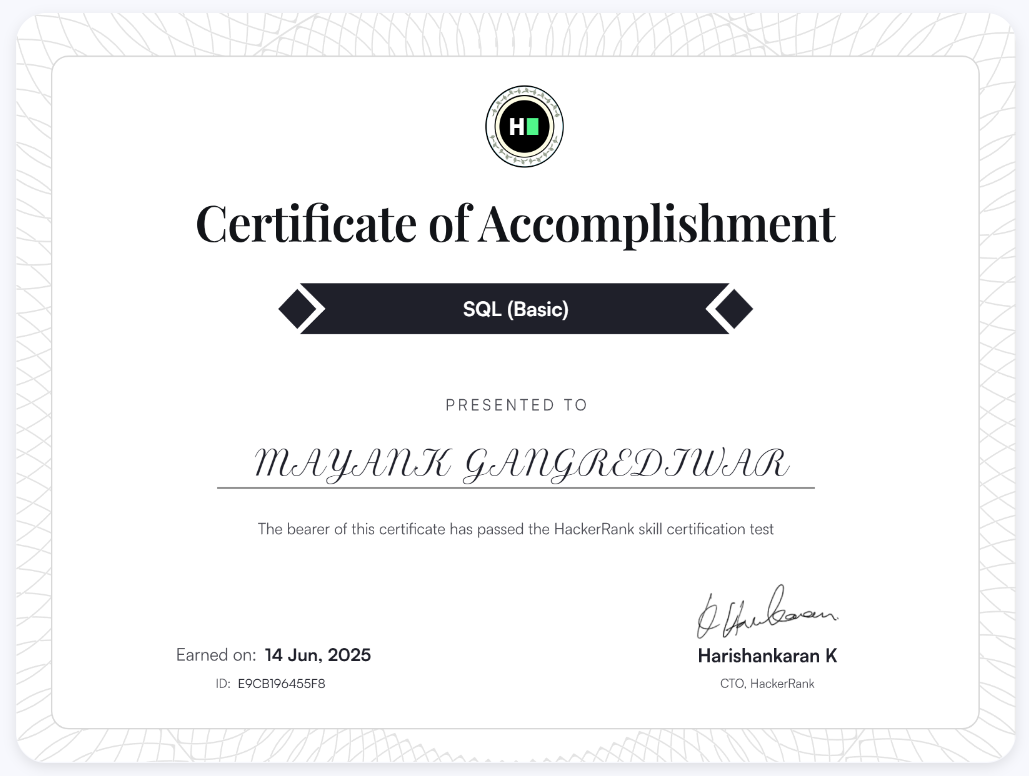 H
Certificate of Accomplishment
SQL (Basic)
PRESENTED TO
MAYANK GANGREDIWAR
The bearer of this certificate has passed the HackerRank skill certification test
Earned on: 14 Jun, 2025
ID: E9CB196455F8
Harishankaran K
CTO, HackerRank